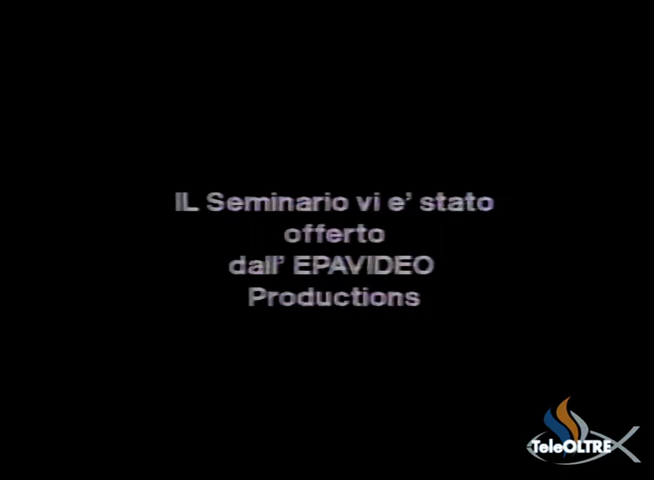 IL Seminario vi e' stato
offerto
dall' EPAVIDEO
Productions
TeleOLTRE